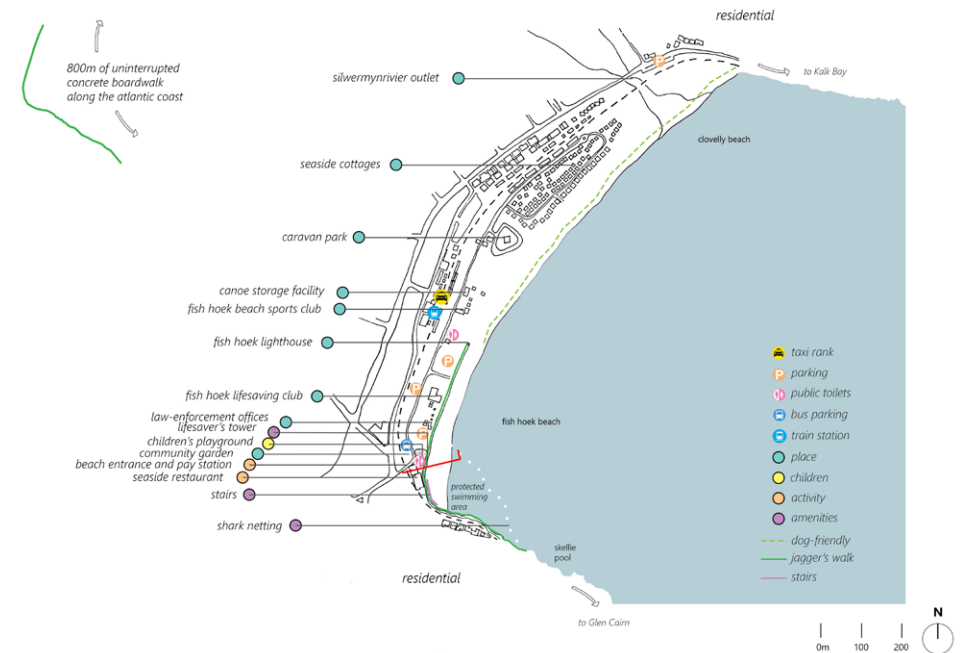 residential
800m of uninterrupted
concrete boardwalk
along the atlantic coast
silwermynrivier outlet
P
to Kalk Bay
clovelly beach
seaside cottages
caravan park
canoe storage facility
fish hoek beach sports club
fish hoek lighthouse
P
P
fish hoek lifesaving club
law-enforcement offices
lifesaver's tower
P
children's playground
community garden
beach entrance and pay station
seaside restaurant
stairs
shark netting
fish hoek beach
protected
swimming
area
skellie
pool
residential
to Glen Cairn
taxi rank
P
parking
public toilets
bus parking
train station
place
children
activity
amenities
dog-friendly
jagger's walk
stairs
N
0m 100 200